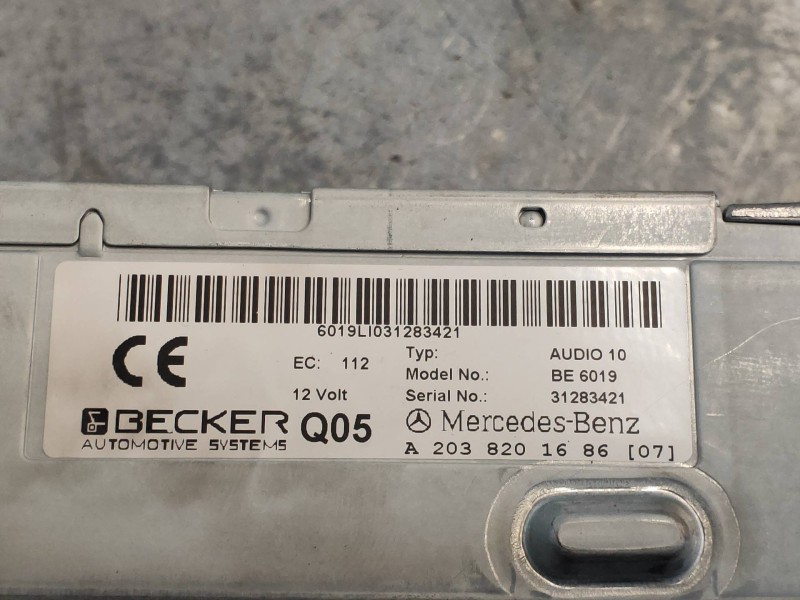 6019LI031283421
CE
EC: 112
12 Volt
Typ: AUDIO 10
Model No.: BE 6019
Serial No.: 31283421
BECKER
AUTOMOTIVE SYSTEMS
Q05
Mercedes-Benz
A 203 820 16 86 [07]